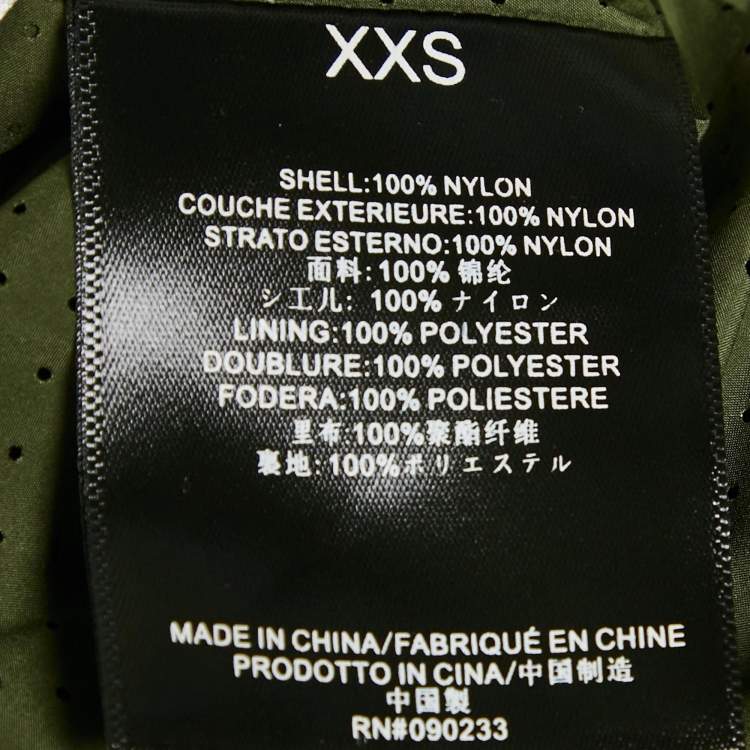 XXS
SHELL:100% NYLON
COUCHE EXTERIEURE:100% NYLON
STRATO ESTERNO:100% NYLON
面料: 100% 锦纶
シエル: 100% ナイロン
LINING:100% POLYESTER
DOUBLURE:100% POLYESTER
FODERA:100% POLIESTERE
里布:100%聚酯纤维
裏地:100%ポリエステル
MADE IN CHINA/FABRIQUÉ EN CHINE
PRODOTTO IN CINA/中国制造
中国製
RN#090233